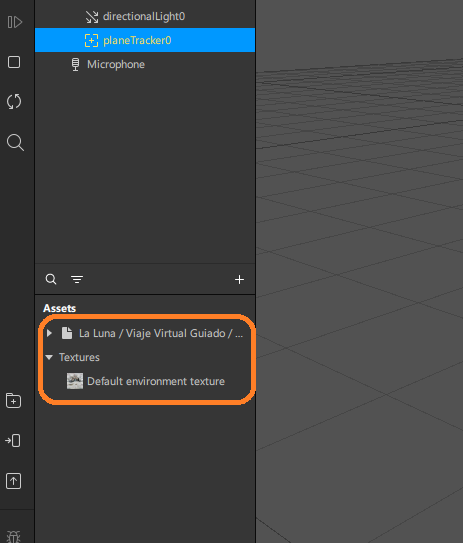 directionalLight0
planeTracker0
Microphone
Assets
La Luna / Viaje Virtual Guiado / ...
Textures
Default environment texture